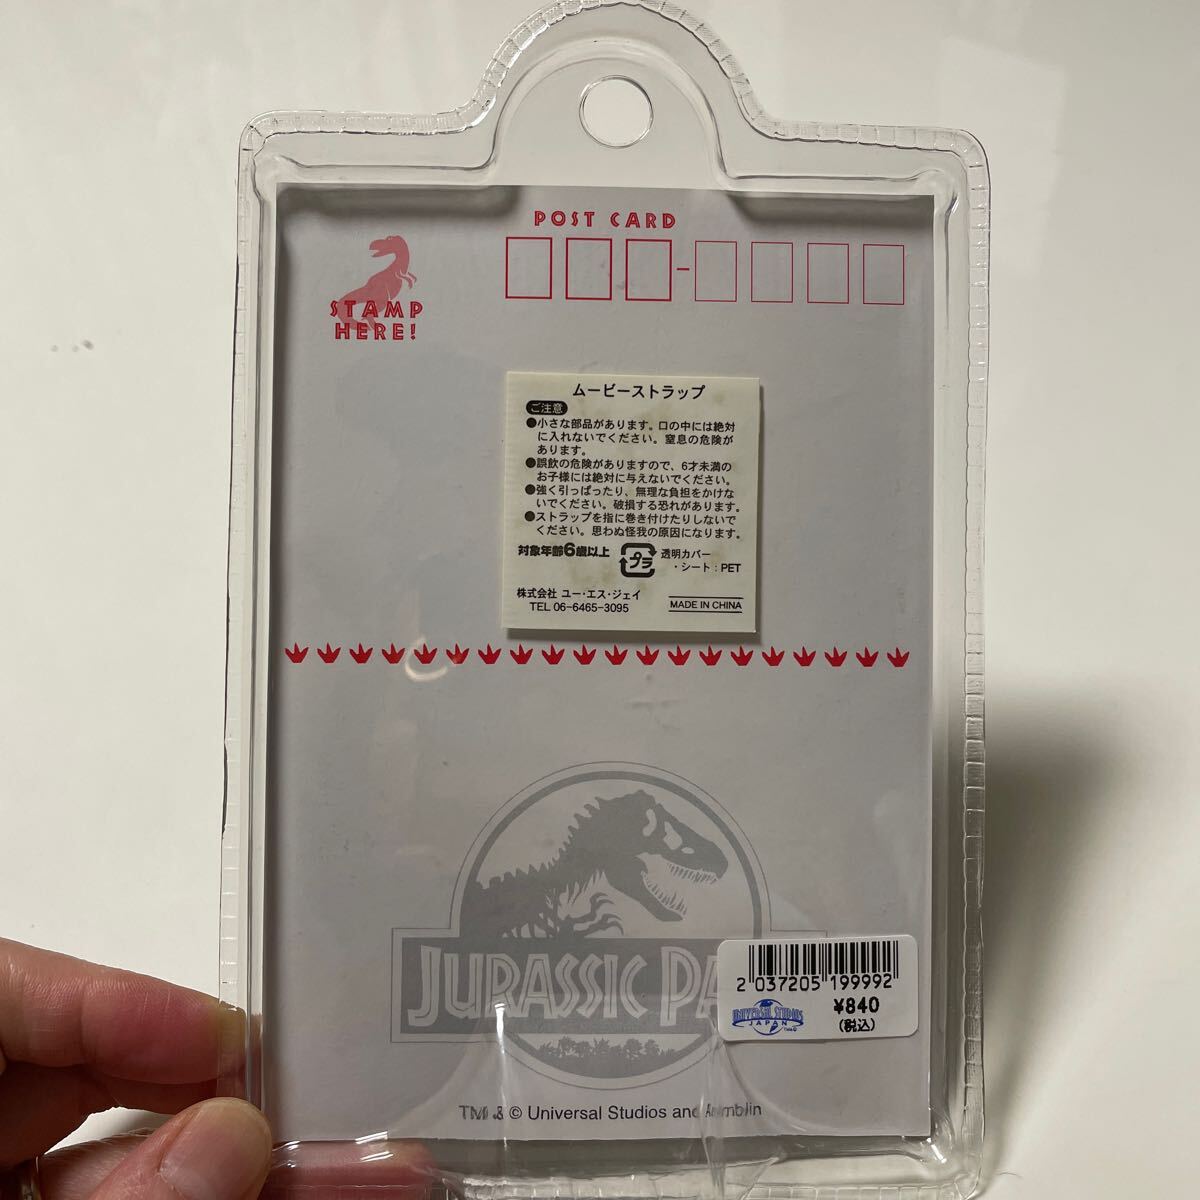 POST CARD
STAMP
HERE!
ムービーストラップ
ご注意
●小さな部品があります。口の中には絶対
に入れないでください。窒息の危険が
あります。
●誤飲の危険がありますので、6才未満の
お子様には絶対に与えないでください。
●強く引っぱったり、無理な負担をかけな
いでください。破損する恐れがあります。
●ストラップを指に巻き付けたりしないで
ください。思わぬ怪我の原因になります。
対象年齢6歳以上
プラ
透明カバー
・シート：PET
株式会社 ユー・エス・ジェイ
TEL 06-6465-3095
MADE IN CHINA
JURASSIC PA
2 037205 199992
¥840
(税込)
UNIVERSAL STUDIOS
JAPAN
TM & © Universal Studios and Amblin